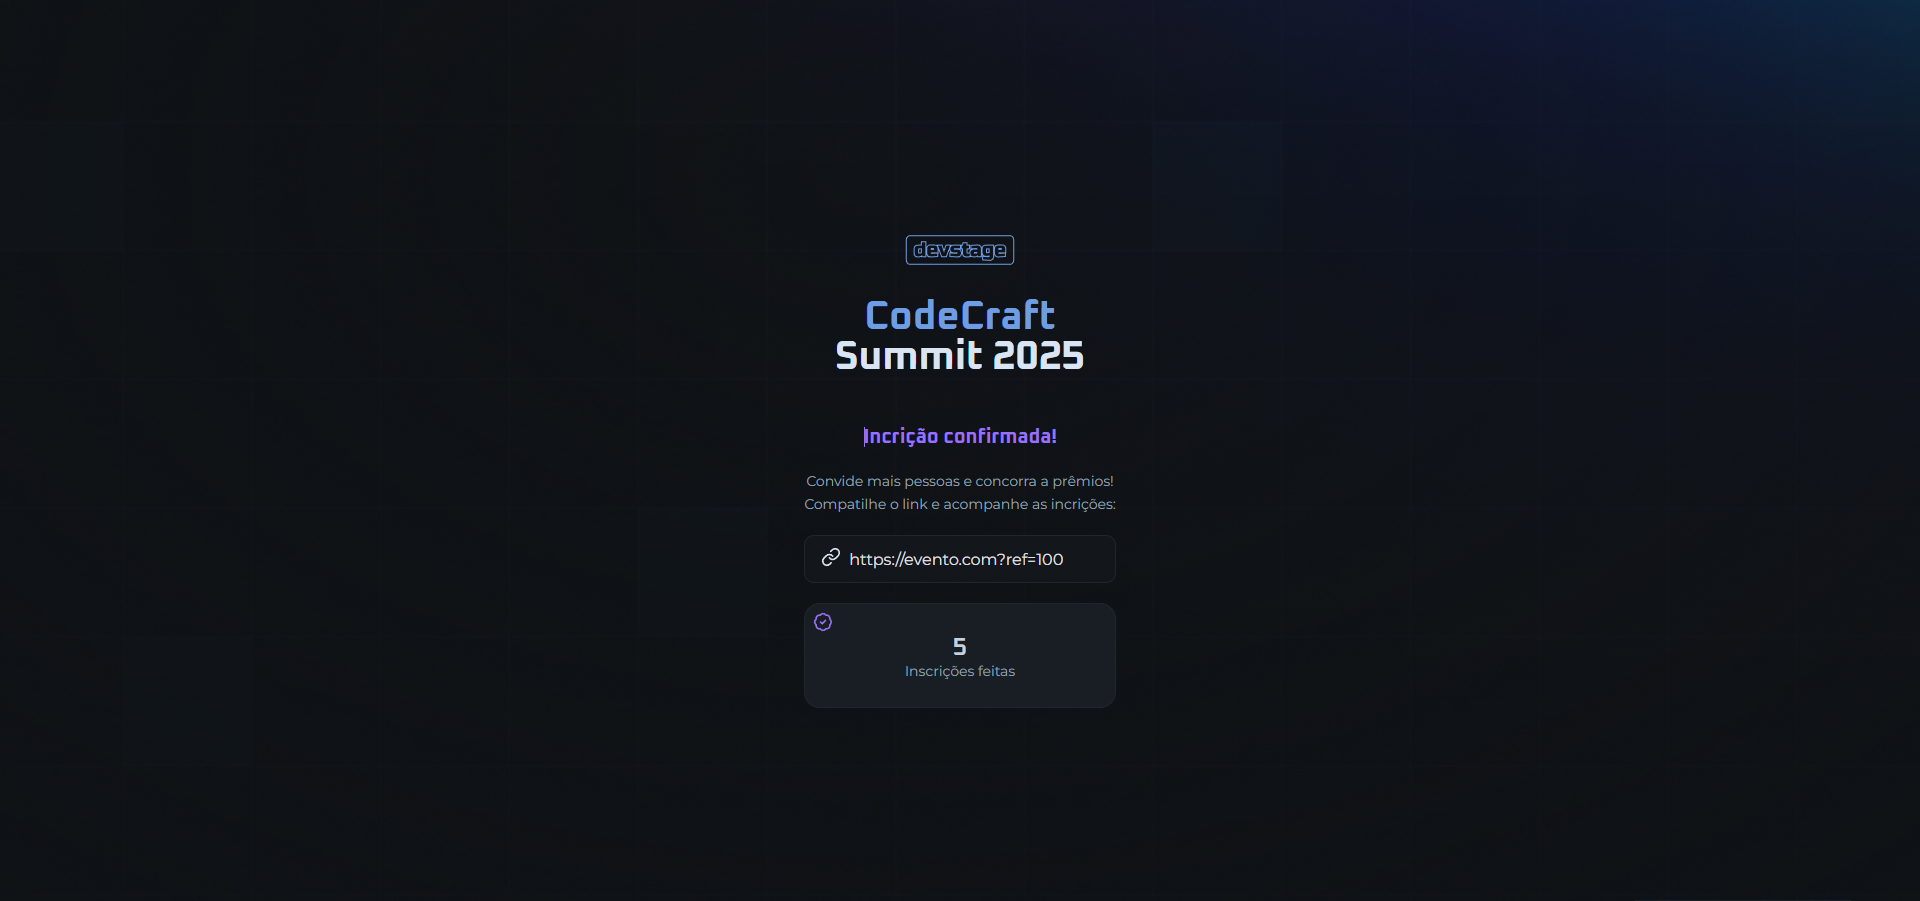 devstage
CodeCraft
Summit 2025
Incrição confirmada!
Convide mais pessoas e concorra a prêmios!
Compatilhe o link e acompanhe as incrições:
https://evento.com?ref=100
5
Inscrições feitas